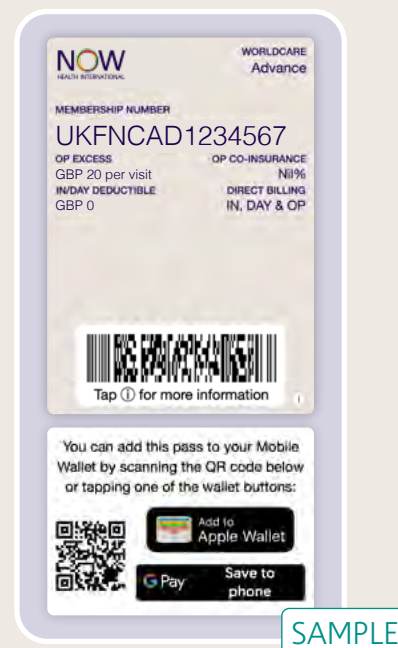 NOW
HEALTH INTERNATIONAL
WORLDCARE
Advance
MEMBERSHIP NUMBER
UKFNCAD1234567
OP EXCESS
OP CO-INSURANCE
GBP 20 per visit
Nil%
IN/DAY DEDUCTIBLE
DIRECT BILLING
GBP 0
IN, DAY & OP
Tap ⓘ for more information
i
You can add this pass to your Mobile
Wallet by scanning the QR code below
or tapping one of the wallet buttons:
Add to
Apple Wallet
G Pay
Save to
phone
SAMPLE